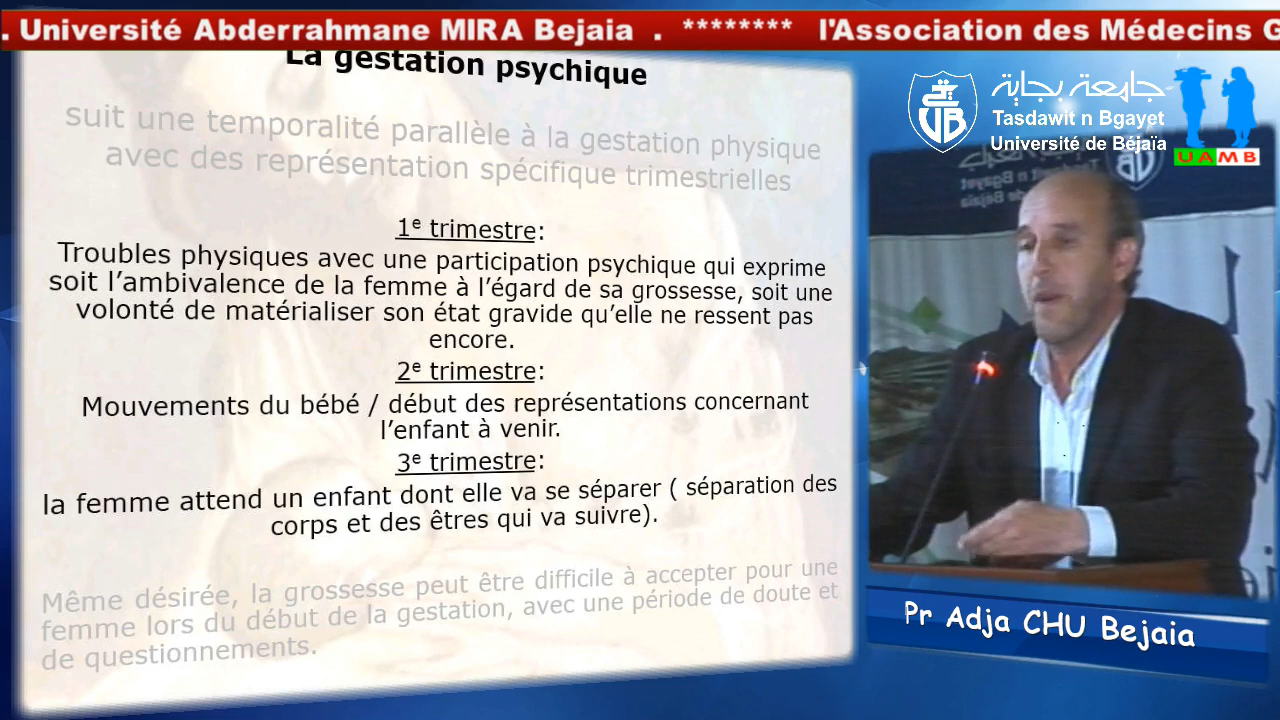 . Université Abderrahmane MIRA Bejaia . ******** l'Association des Médecins G
La gestation psychique
suit une temporalité parallèle à la gestation physique
avec des représentation spécifique trimestrielles
1e trimestre:
Troubles physiques avec une participation psychique qui exprime
soit l'ambivalence de la femme à l'égard de sa grossesse, soit une
volonté de matérialiser son état gravide qu'elle ne ressent pas
encore.
2e trimestre:
Mouvements du bébé / début des représentations concernant
l'enfant à venir.
3e trimestre:
la femme attend un enfant dont elle va se séparer ( séparation des
corps et des êtres qui va suivre).
Même désirée, la grossesse peut être difficile à accepter pour une
femme lors du début de la gestation, avec une période de doute et
de questionnements.
جامعة بجاية
Tasdawit n Bgayet
Université de Béjaïa
UAMB
Pr Adja CHU Bejaia